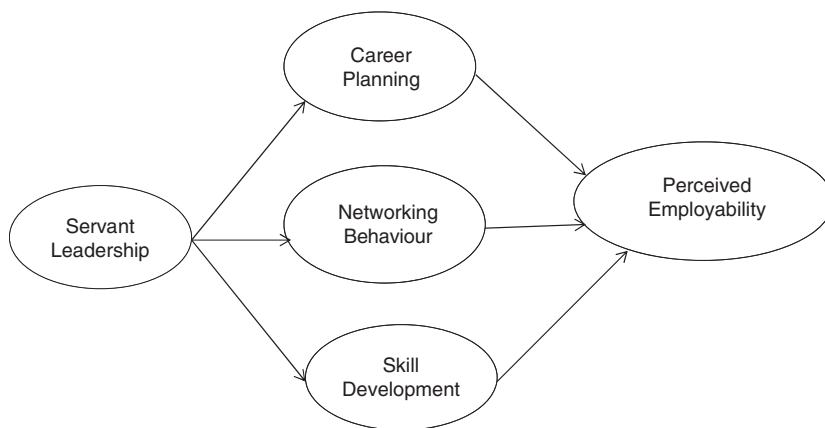 Career
Planning
Servant
Leadership
Networking
Behaviour
Perceived
Employability
Skill
Development